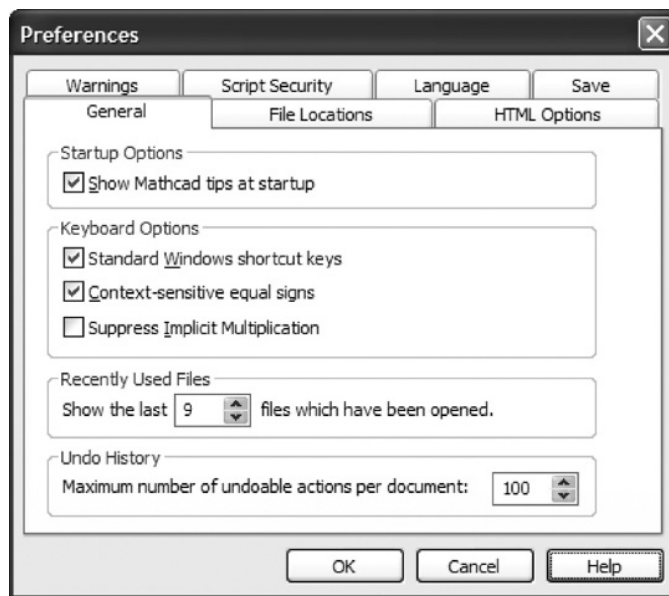 Preferences
Warnings Script Security Language Save
General File Locations HTML Options
Startup Options
Show Mathcad tips at startup
Keyboard Options
Standard Windows shortcut keys
Context-sensitive equal signs
Suppress Implicit Multiplication
Recently Used Files
Show the last 9 files which have been opened.
Undo History
Maximum number of undoable actions per document: 100
OK Cancel Help